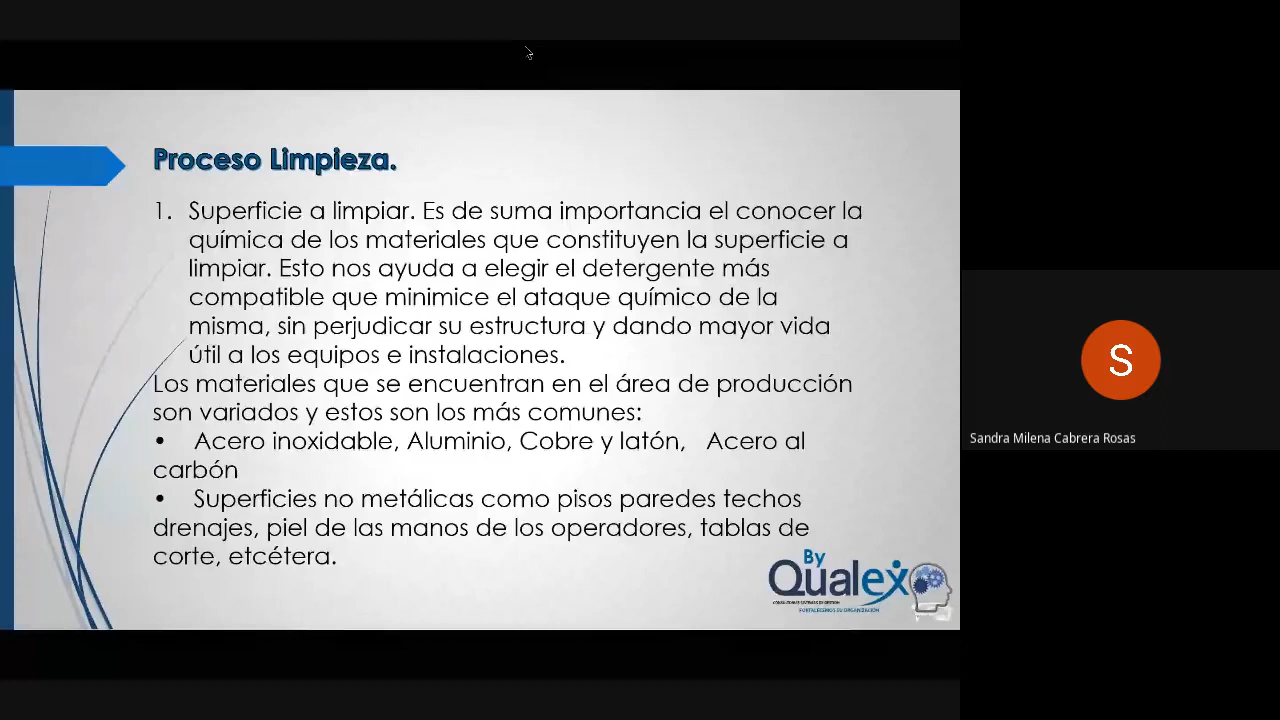 Proceso Limpieza.
1. Superficie a limpiar. Es de suma importancia el conocer la
química de los materiales que constituyen la superficie a
limpiar. Esto nos ayuda a elegir el detergente más
compatible que minimice el ataque químico de la
misma, sin perjudicar su estructura y dando mayor vida
útil a los equipos e instalaciones.
Los materiales que se encuentran en el área de producción
son variados y estos son los más comunes:
• Acero inoxidable, Aluminio, Cobre y latón, Acero al
carbón
• Superficies no metálicas como pisos paredes techos
drenajes, piel de las manos de los operadores, tablas de
corte, etcétera.
By
Qualex
FORTALECEMOS SU ORGANIZACIÓN
S
Sandra Milena Cabrera Rosas